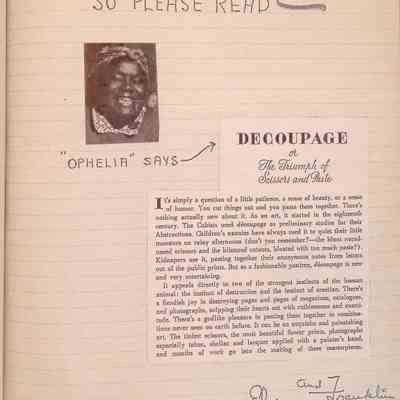 SO PLEASE READ
"OPHELIA" SAYS
DECOUPAGE
or
The Triumph of
Scissors and Paste
It's simply a question of a little patience, a sense of beauty, or a sense
of humor. You cut things out and you paste them together. There's
nothing actually sewn about it. As an art, it started in the eighteenth
century. The Cubists used découpage as preliminary studies for their
Abstractions. Children's nannies have always used it to quiet their little
monsters on rainy afternoons (don't you remember?—the blunt
nosed scissors and the blistered cutouts, bloated with too much paste?).
Kidnapers use it, pasting together their anonymous notes from letters
out of the public prints. But as a fashionable pastime, découpage is new
and very entertaining.
It appeals directly to two of the strongest instincts of the human
animal: the instinct of destruction and the instinct of creation. There's
a fiendish joy in destroying pages and pages of magazines, catalogues,
and photographs, snipping their hearts out with ruthlessness and exacti-
tude. There's a godlike pleasure in pasting them together in combina-
tions never seen on earth before. It can be an exquisite and painstaking
art. The tiniest scissors, the most beautiful flower prints, photographs
especially taken, shellac and lacquer applied with a painter's hand,
and months of work go into the making of these masterpieces.
and
Franklin